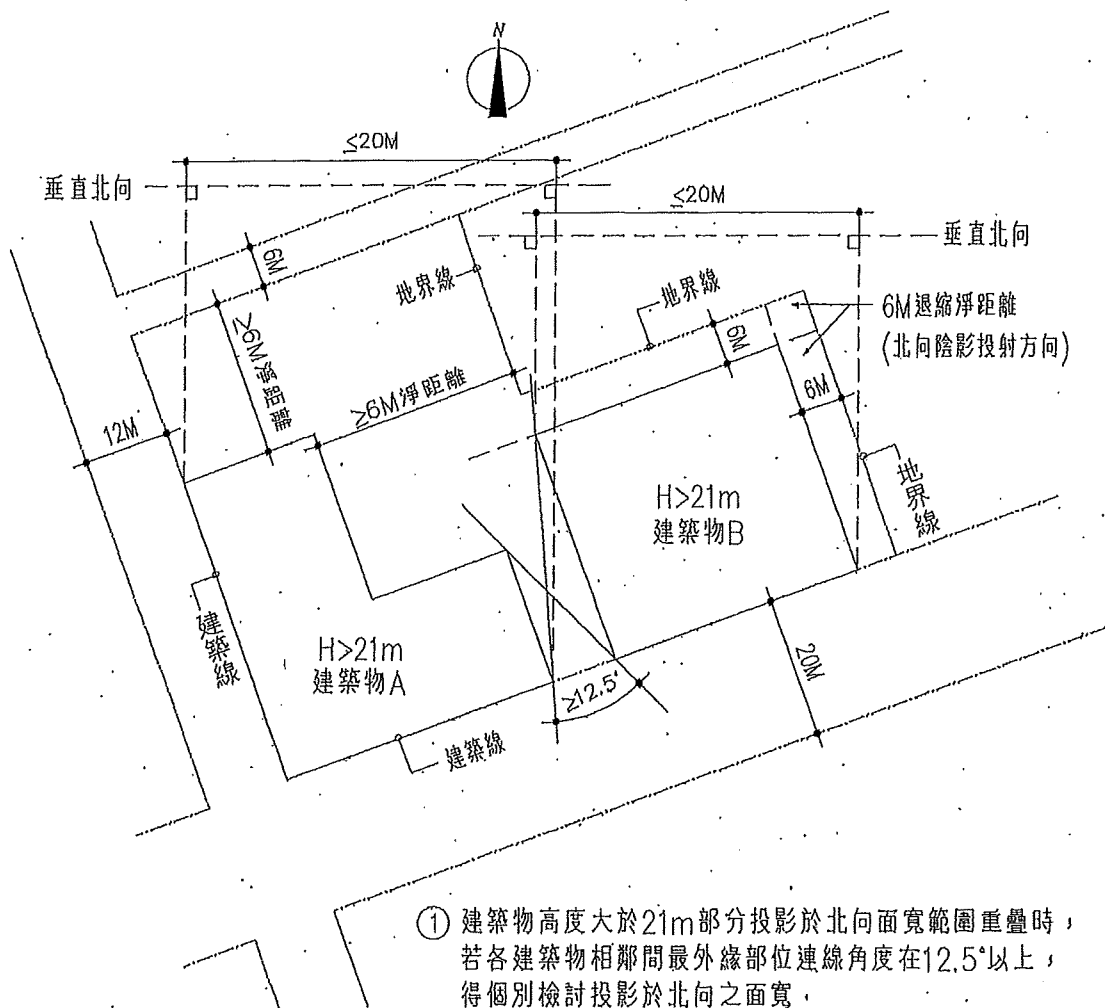 N
≤20M
垂直北向
≤20M
垂直北向
6M
地界線
地界線
6M退縮淨距離
(北向陰影投射方向)
≥6M淨距離
6M
≥6M淨距離
6M
12M
地界線
H>21m
建築物B
建築線
H>21m
建築物A
≥12.5°
20M
建築線
① 建築物高度大於21m部分投影於北向面寬範圍重疊時，
若各建築物相鄰間最外緣部位連線角度在12.5°以上，
得個別檢討投影於北向之面寬，